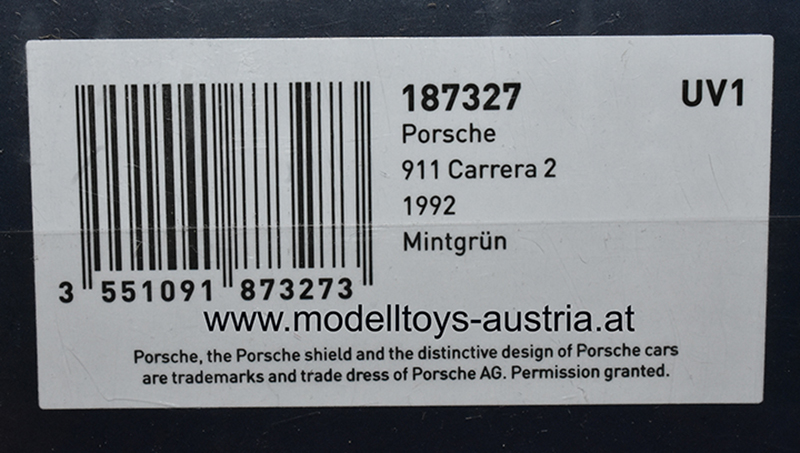 187327
UV1
Porsche
911 Carrera 2
1992
Mintgrün
3 551091 873273
www.modelltoys-austria.at
Porsche, the Porsche shield and the distinctive design of Porsche cars
are trademarks and trade dress of Porsche AG. Permission granted.